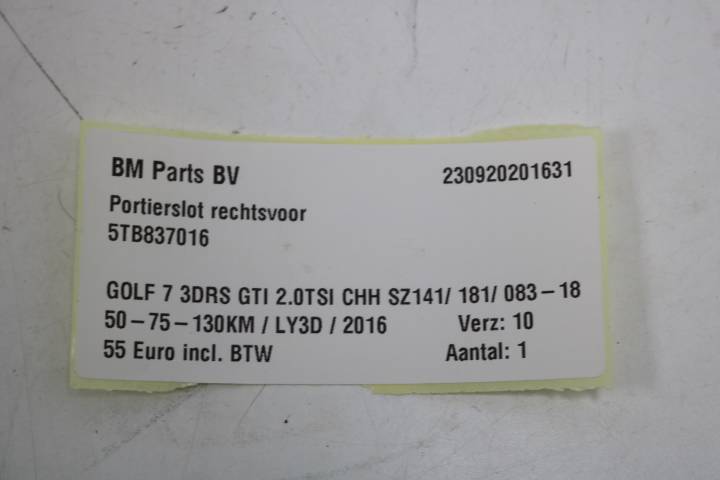 BM Parts BV 230920201631
Portierslot rechtsvoor
5TB837016
GOLF 7 3DRS GTI 2.0TSI CHH SZ141/ 181/ 083-18
50-75-130KM / LY3D / 2016 Verz: 10
55 Euro incl. BTW Aantal: 1